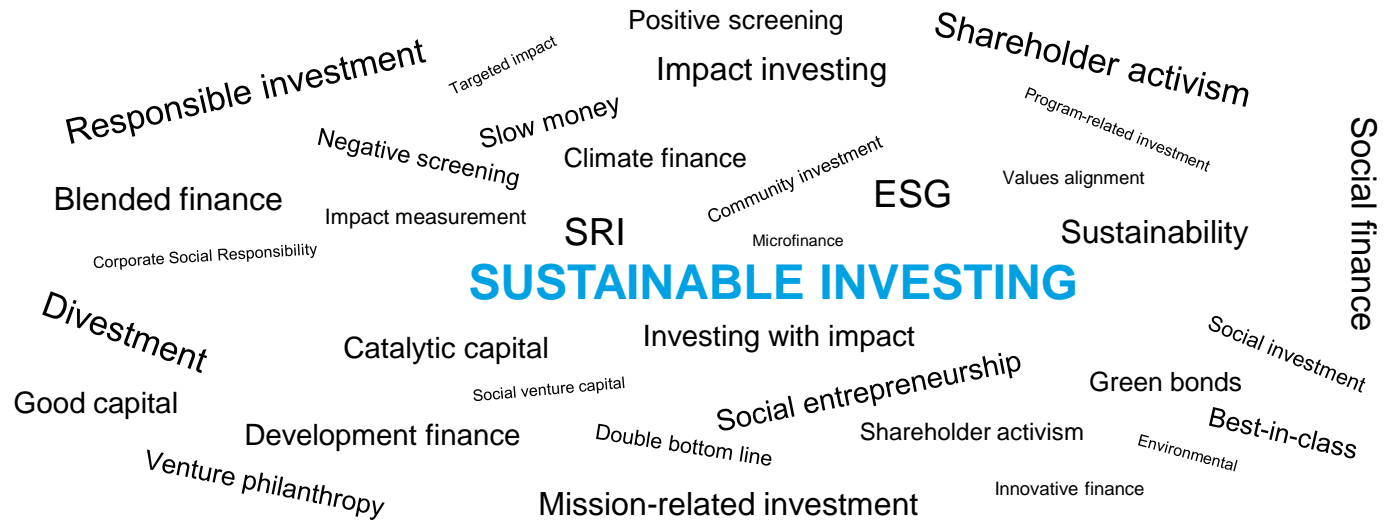 Positive screening
Shareholder activism
Responsible investment
Targeted impact
Impact investing
Slow money
Program-related investment
Negative screening
Climate finance
Community investment
Values alignment
Social finance
Blended finance
Impact measurement
SRI
ESG
Microfinance
Sustainability
Corporate Social Responsibility
SUSTAINABLE INVESTING
Divestment
Catalytic capital
Investing with impact
Social investment
Good capital
Social venture capital
Social entrepreneurship
Green bonds
Development finance
Double bottom line
Shareholder activism
Best-in-class
Environmental
Venture philanthropy
Mission-related investment
Innovative finance